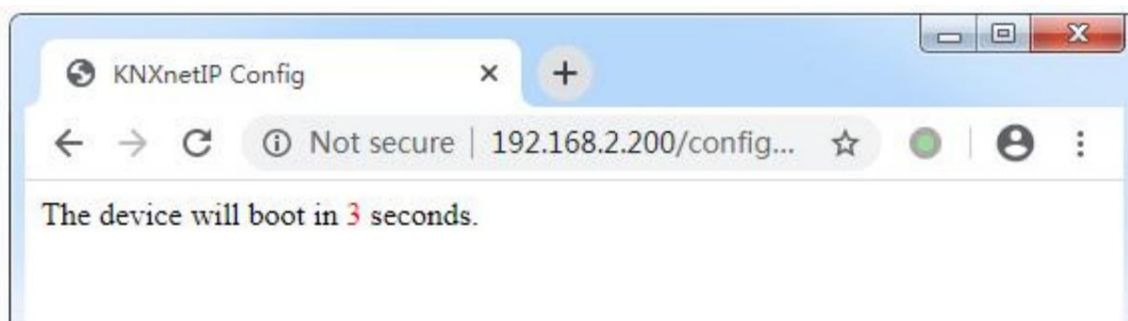 KNXnetIP Config
Not secure | 192.168.2.200/config...
The device will boot in 3 seconds.